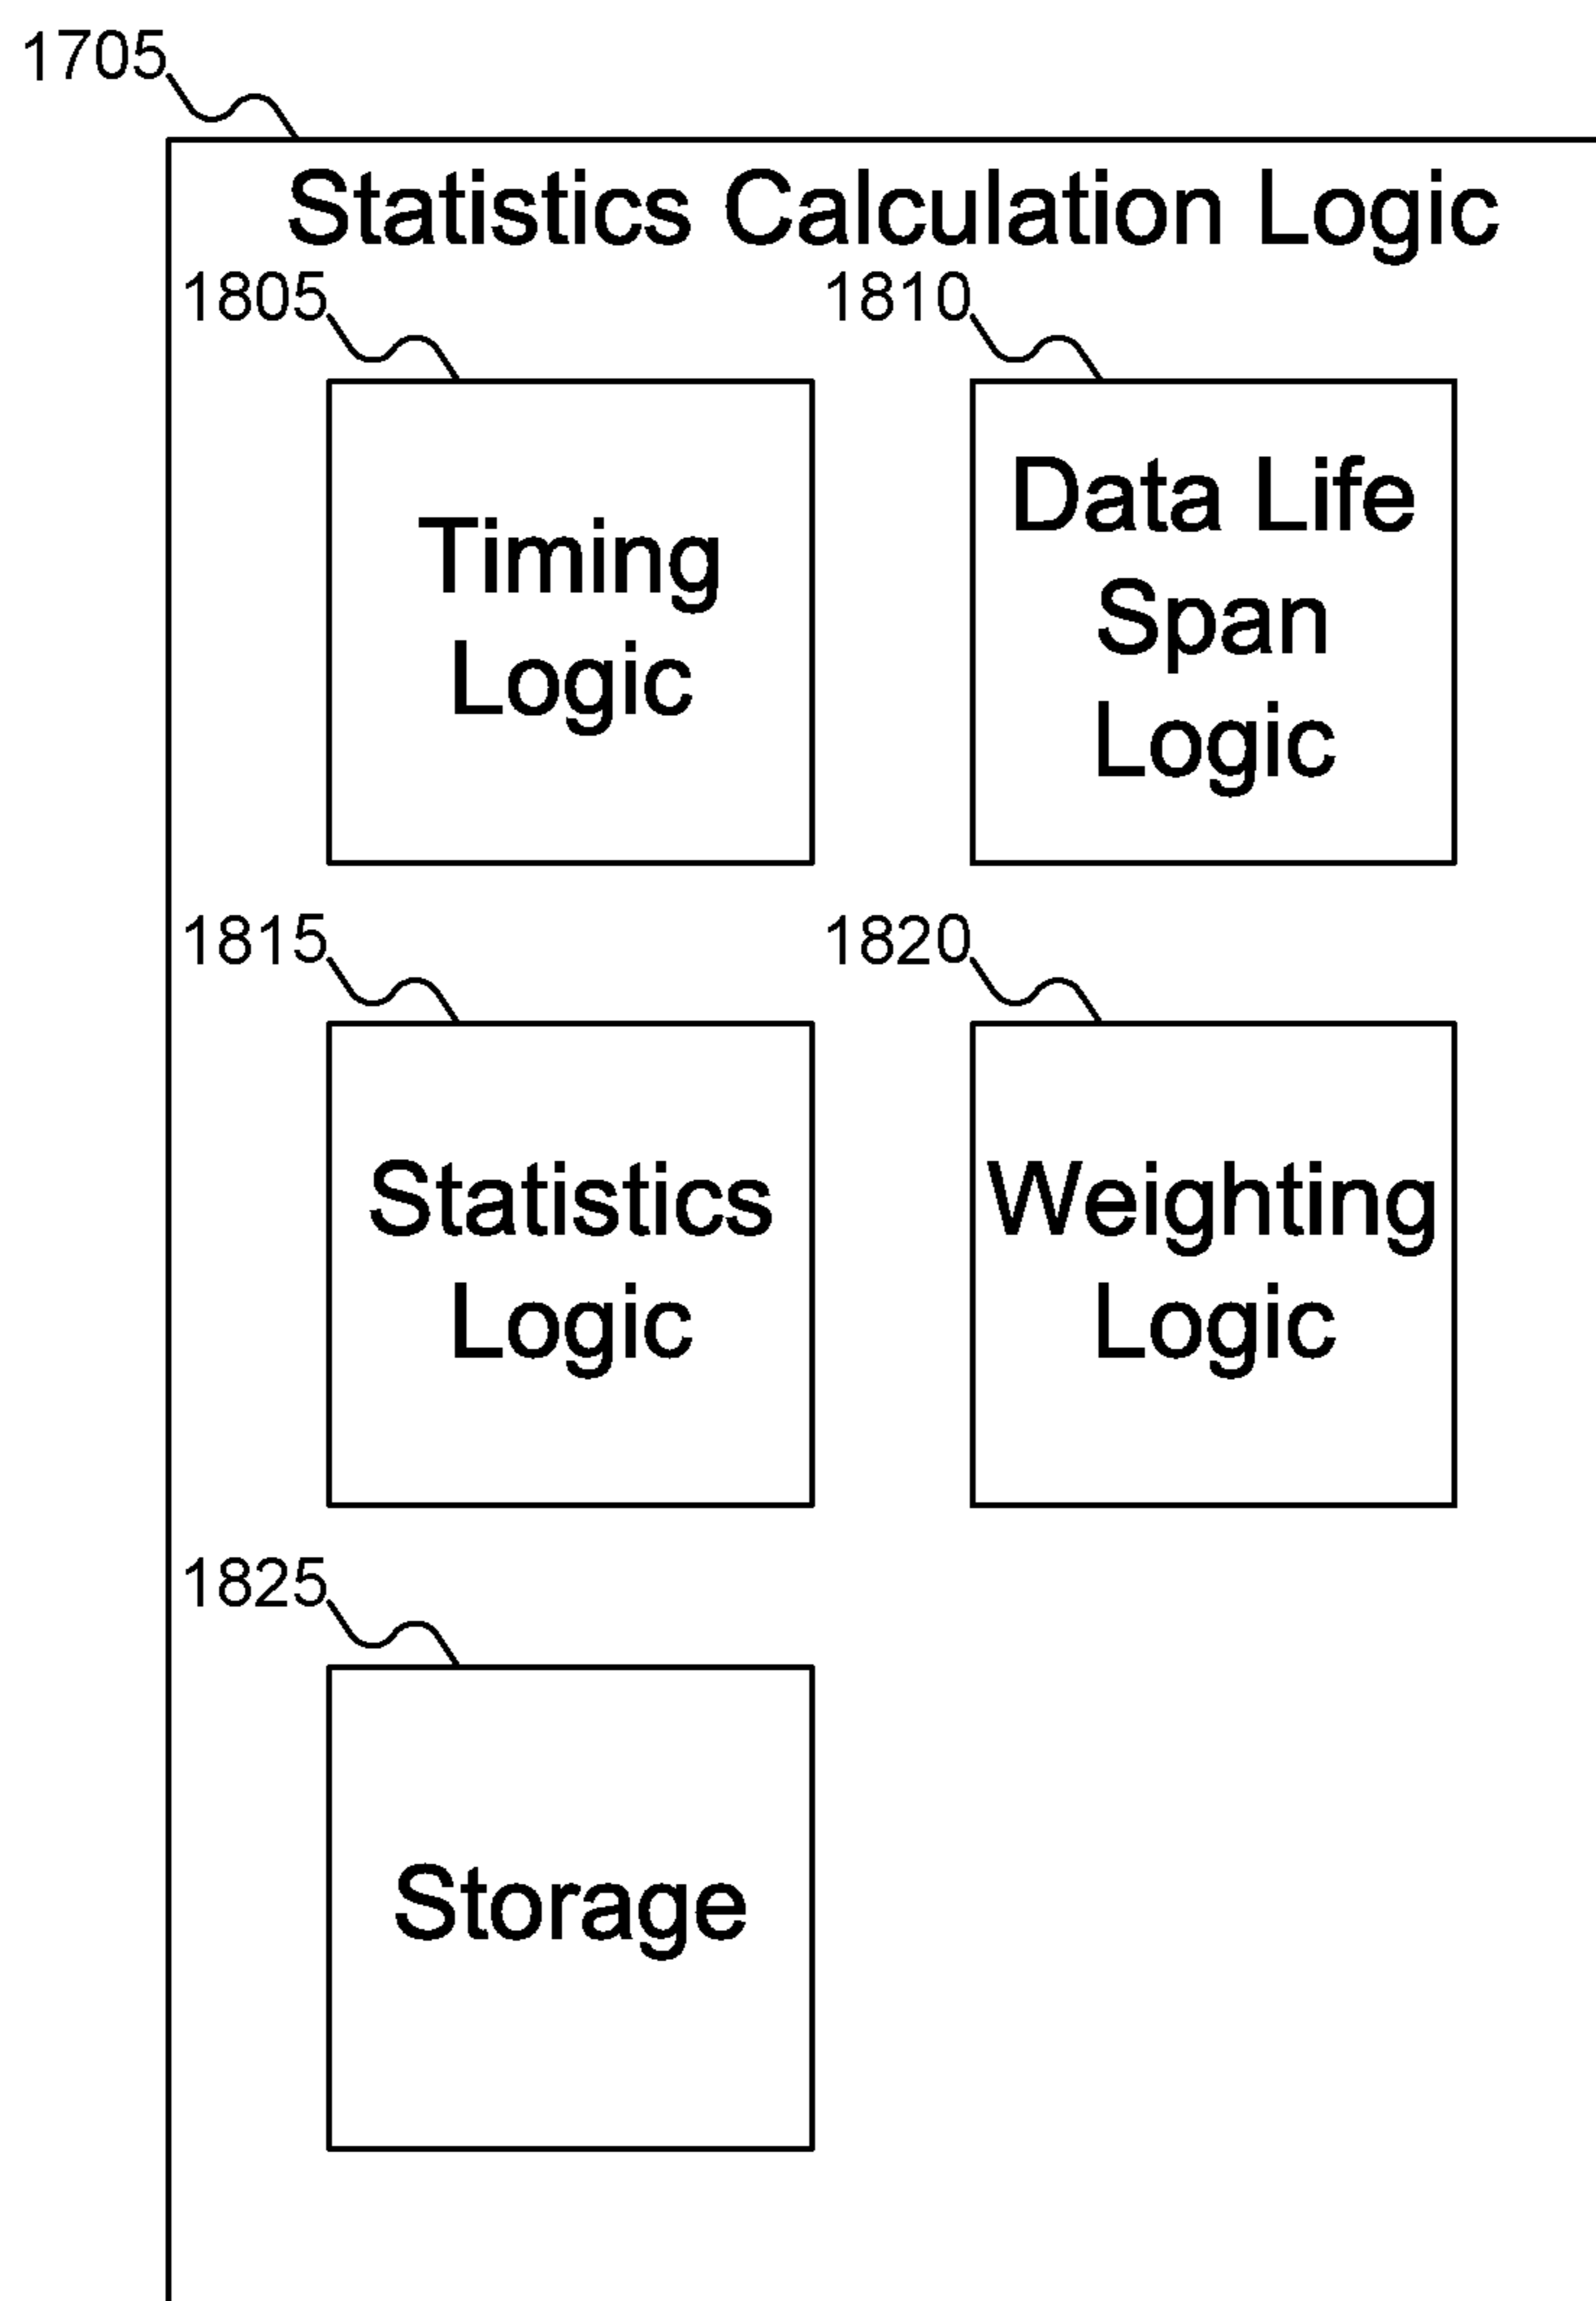 1705
Statistics Calculation Logic
1805
1810
Timing
Logic
Data Life
Span
Logic
1815
1820
Statistics
Logic
Weighting
Logic
1825
Storage